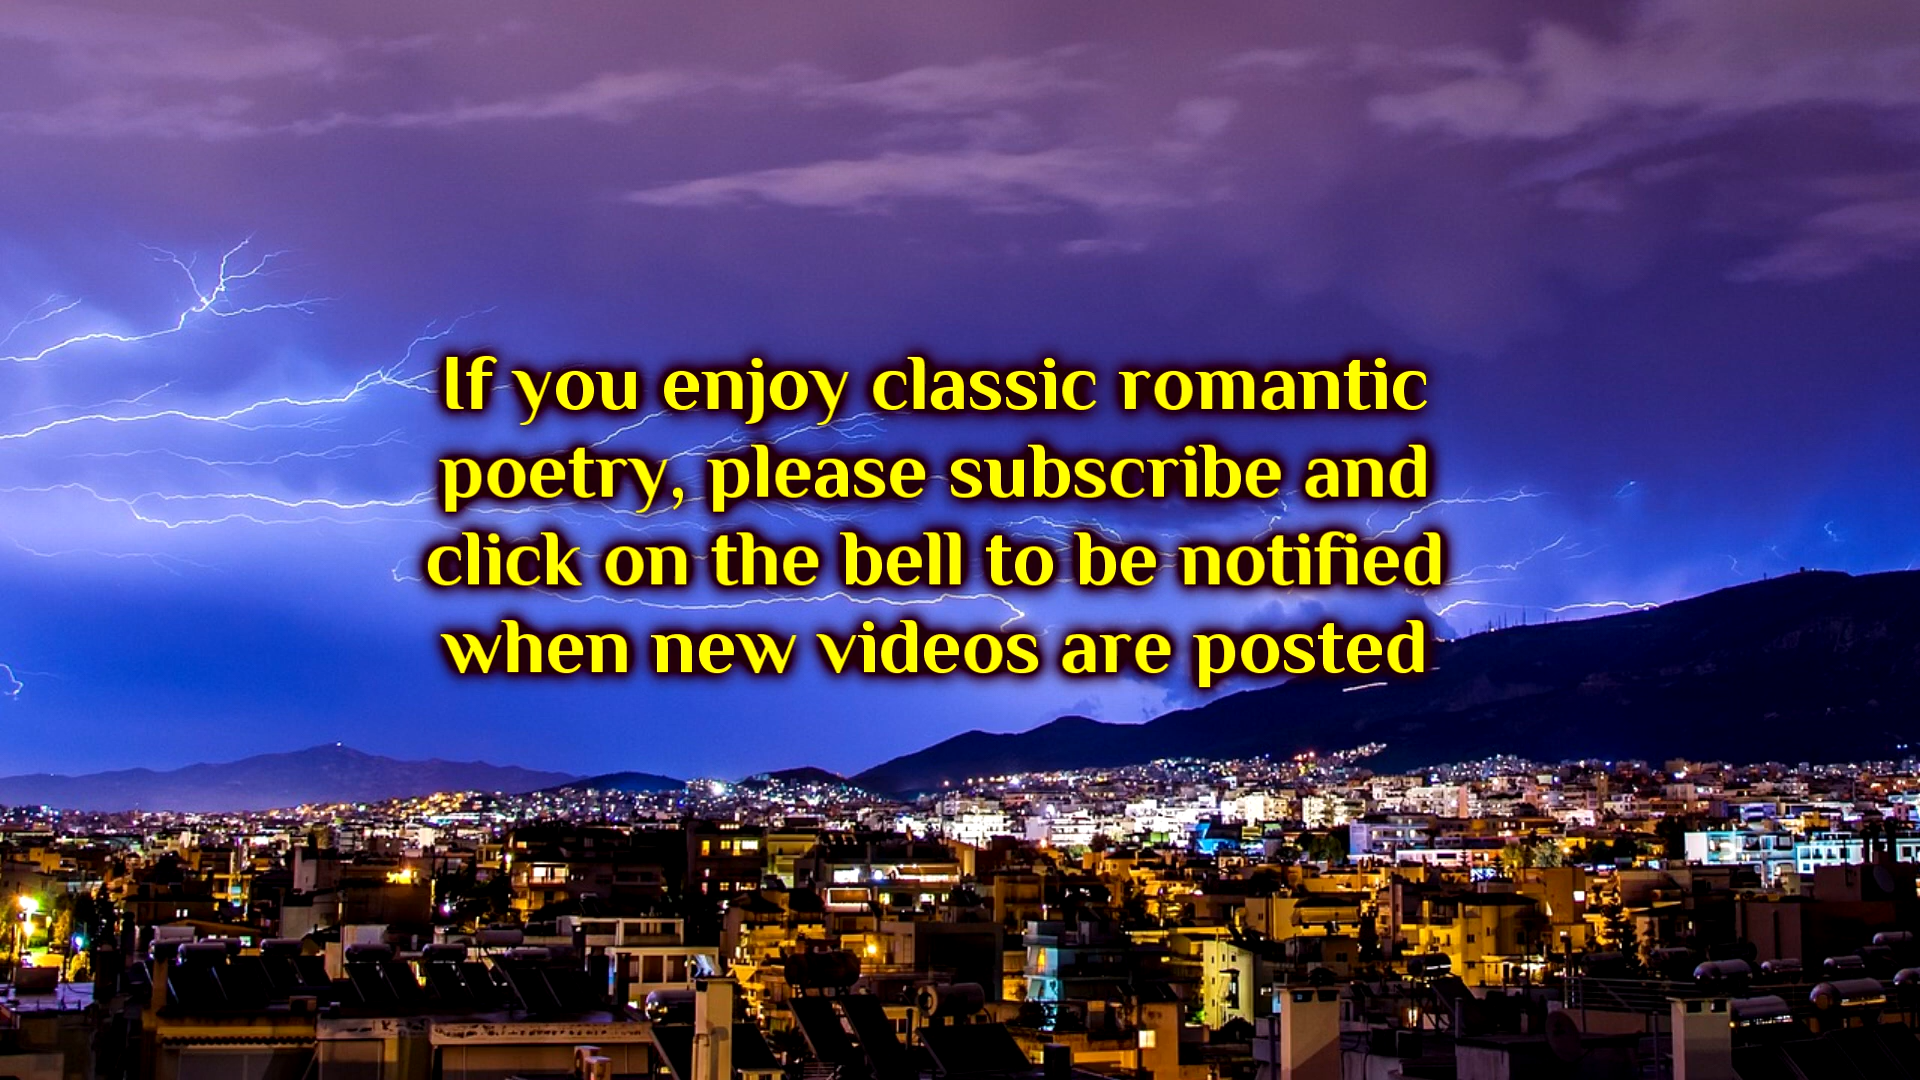 If you enjoy classic romantic
poetry, please subscribe and
click on the bell to be notified
when new videos are posted